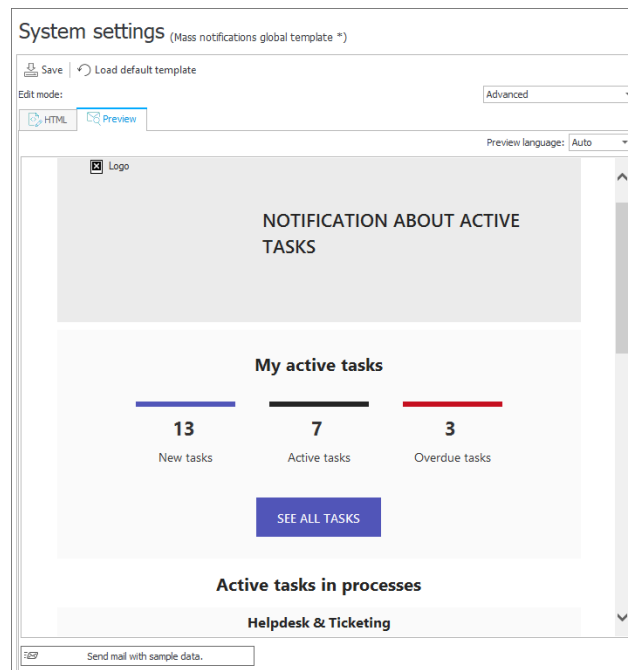 System settings (Mass notifications global template *)
Save Load default template
Edit mode: Advanced
HTML Preview
Preview language: Auto
Logo
NOTIFICATION ABOUT ACTIVE
TASKS
My active tasks
13 7 3
New tasks Active tasks Overdue tasks
SEE ALL TASKS
Active tasks in processes
Helpdesk & Ticketing
Send mail with sample data.